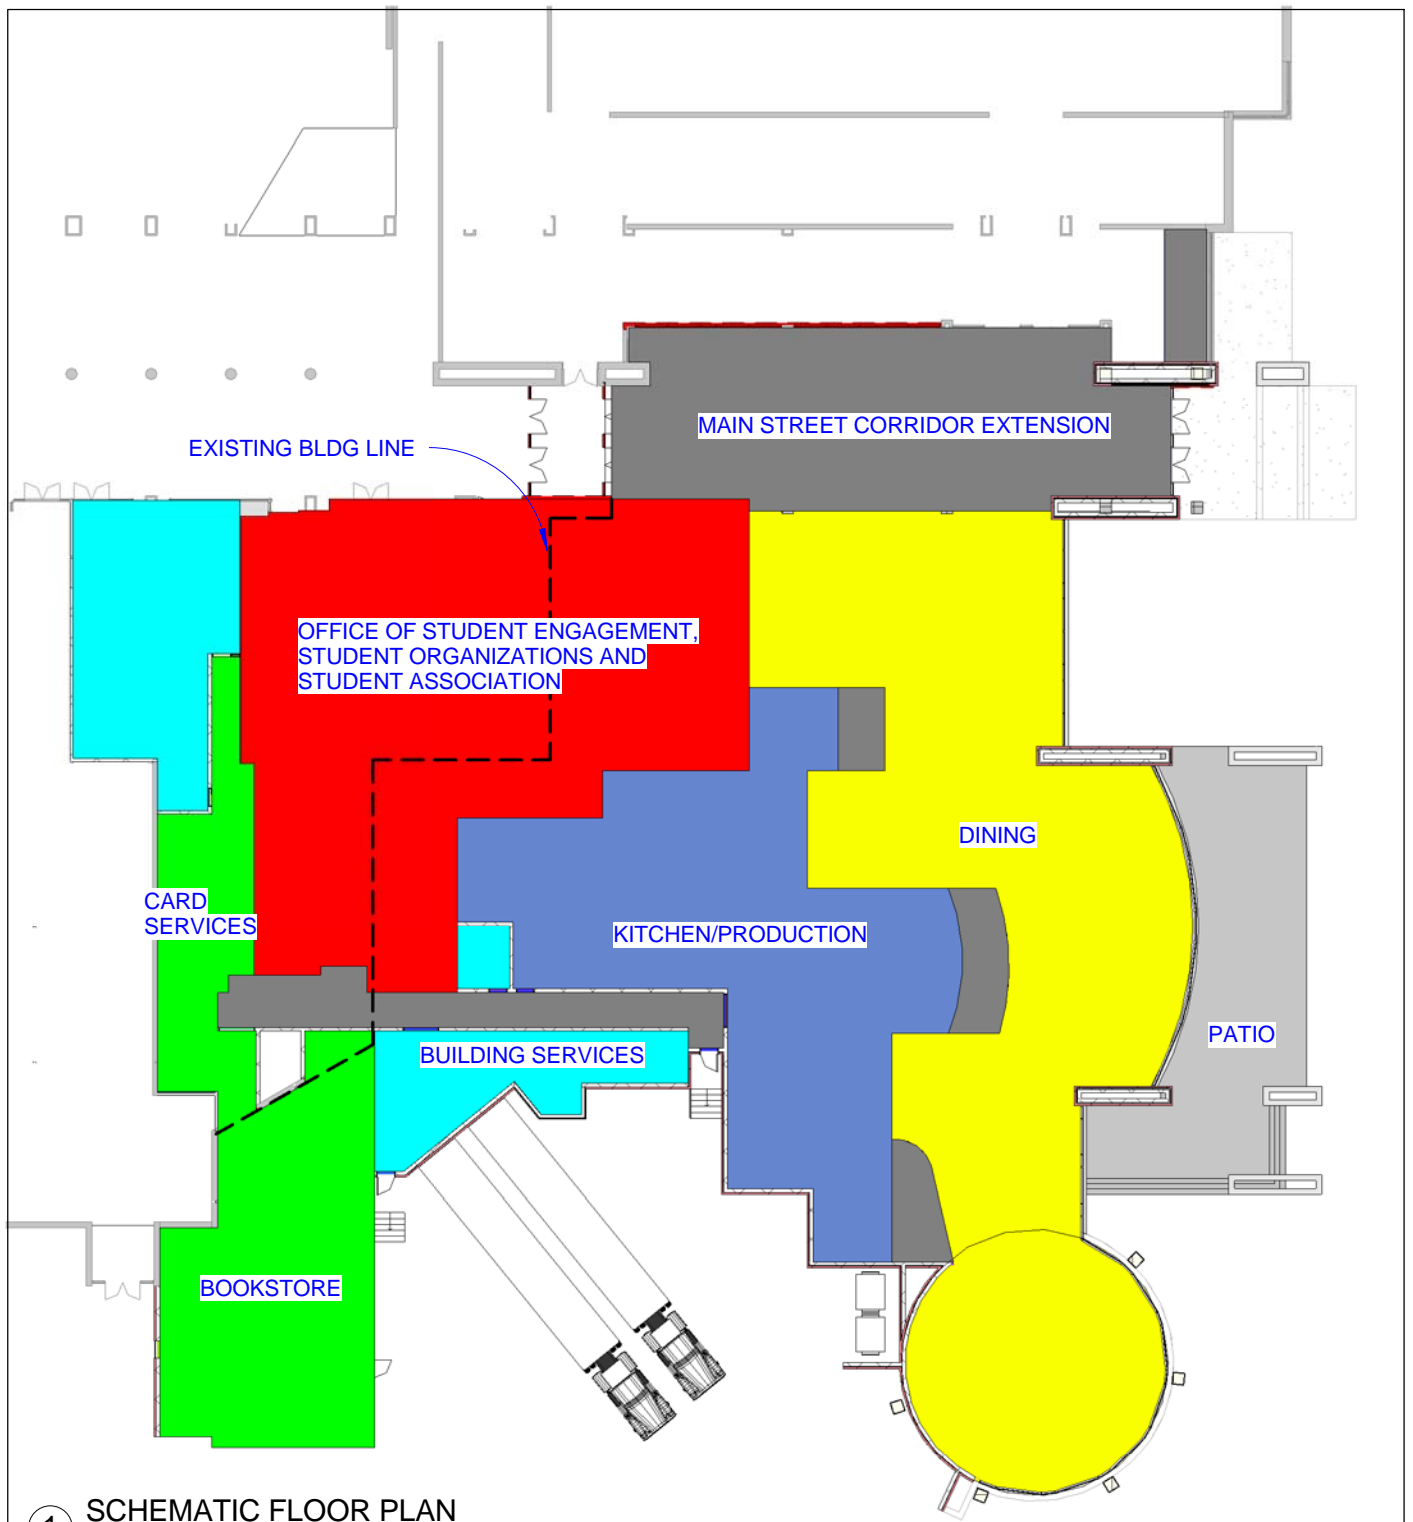 MAIN STREET CORRIDOR EXTENSION
EXISTING BLDG LINE
OFFICE OF STUDENT ENGAGEMENT,
STUDENT ORGANIZATIONS AND
STUDENT ASSOCIATION
DINING
CARD
SERVICES
KITCHEN/PRODUCTION
PATIO
BUILDING SERVICES
BOOKSTORE
1 SCHEMATIC FLOOR PLAN